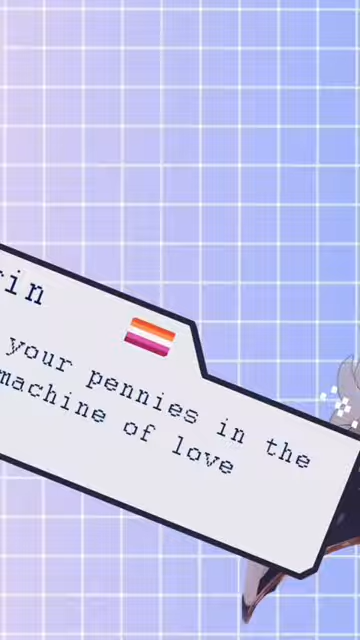 rin
your pennies in the
machine of love